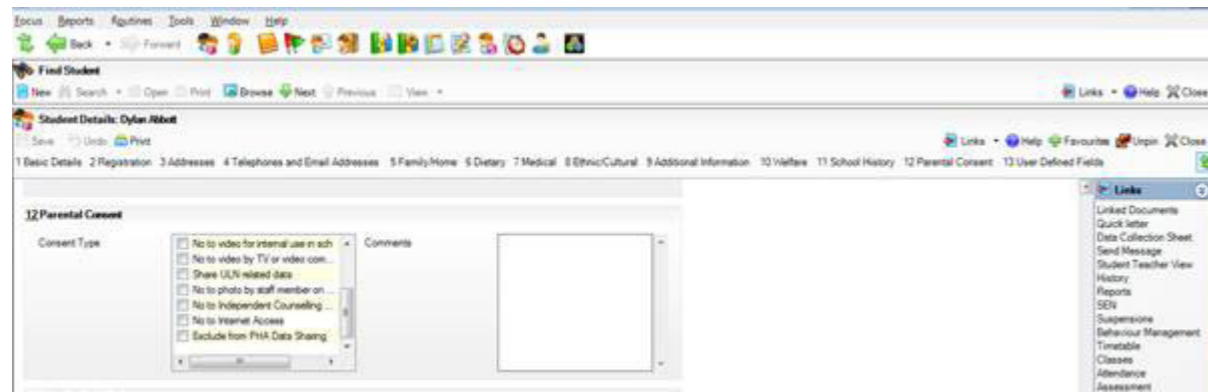 Focus Reports Routines Tools Window Help
Back Forward
Find Student
New Search Open Print Browse Next Previous View Links Help Close
Student Details: Dylan Abbott
Save Undo Print Links Help Favourites Unpin Close
1 Basic Details 2 Registration 3 Addresses 4 Telephones and Email Addresses 5 Family/Home 6 Dietary 7 Medical 8 Ethnic/Cultural 9 Additional Information 10 Welfare 11 School History 12 Parental Consent 13 User Defined Fields
Links
12 Parental Consent
Consent Type
No to video for internal use in sch
No to video by TV or video com...
Share ULN related data
No to photo by staff member on ...
No to Independent Counselling ...
No to Internet Access
Exclude from PHA Data Sharing
Comments
Linked Documents
Quick letter
Data Collection Sheet
Send Message
Student Teacher View
History
Reports
SEN
Suspensions
Behaviour Management
Timetable
Classes
Attendance
Assessment